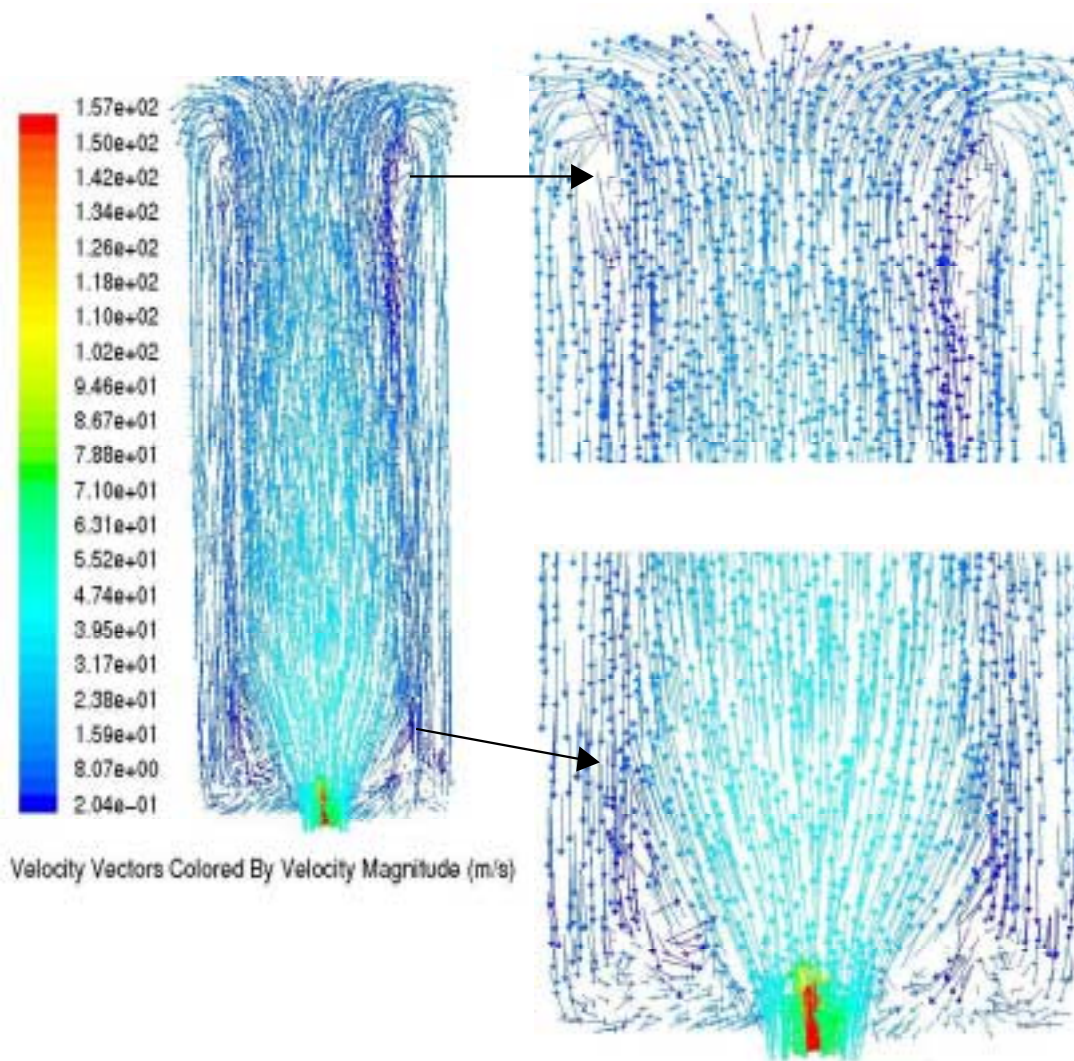 1.57e+02
1.50e+02
1.42e+02
1.34e+02
1.26e+02
1.18e+02
1.10e+02
1.02e+02
9.46e+01
8.67e+01
7.88e+01
7.10e+01
6.31e+01
5.52e+01
4.74e+01
3.95e+01
3.17e+01
2.38e+01
1.59e+01
8.07e+00
2.04e−01
Velocity Vectors Colored By Velocity Magnitude (m/s)